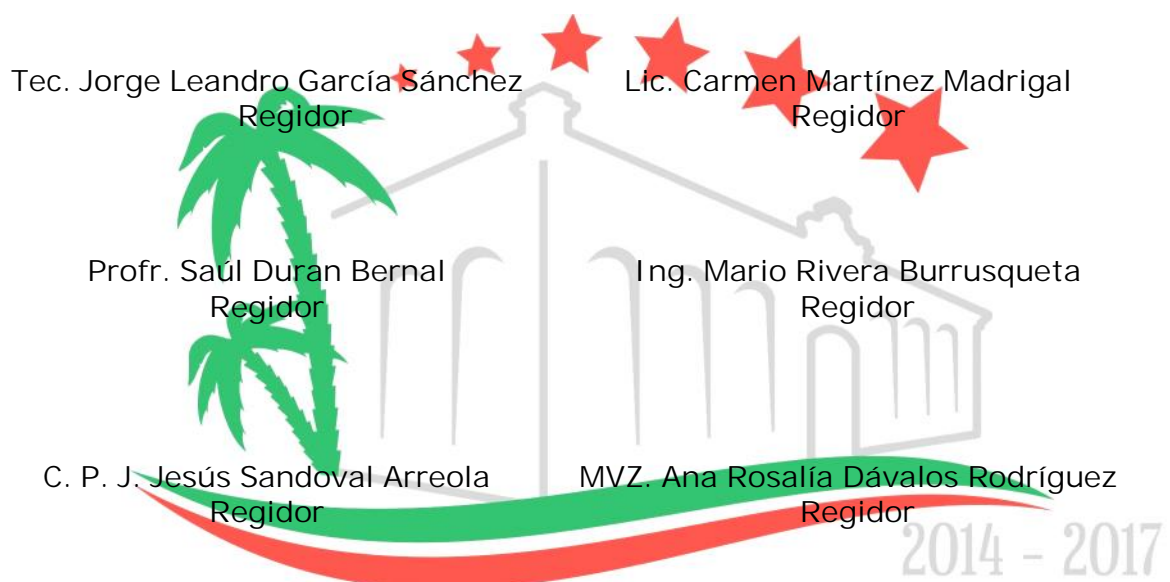 Tec. Jorge Leandro García Sánchez
Regidor
Lic. Carmen Martínez Madrigal
Regidor
Profr. Saúl Duran Bernal
Regidor
Ing. Mario Rivera Burrusqueta
Regidor
C. P. J. Jesús Sandoval Arreola
Regidor
MVZ. Ana Rosalía Dávalos Rodríguez
Regidor
2014 - 2017